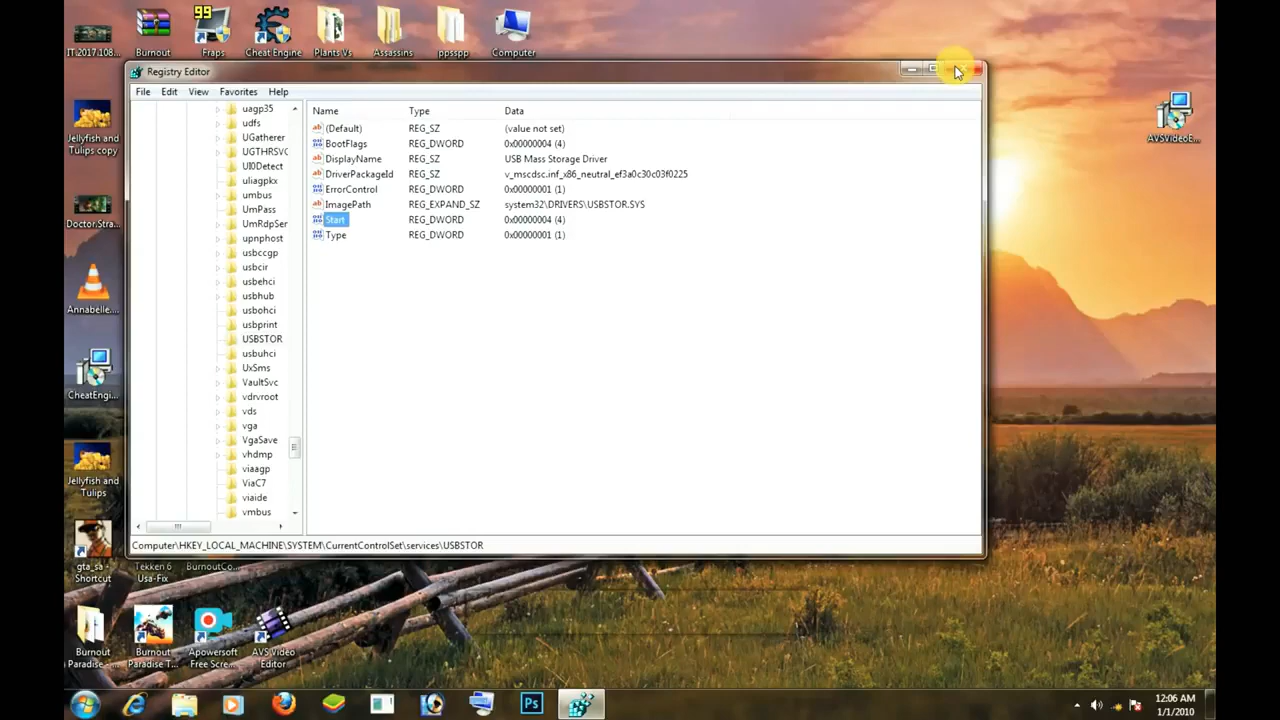 99
ITi2017.108...
Burnout
Fraps
Cheat Engine
Plants Vs
Assassins
ppsspp
Computer
Registry Editor
File Edit View Favorites Help
Name Type Data
(Default) REG_SZ (value not set)
BootFlags REG_DWORD 0x00000004 (4)
DisplayName REG_SZ USB Mass Storage Driver
DriverPackageId REG_SZ v_mscdsc.inf_x86_neutral_ef3a0c30c03f0225
ErrorControl REG_DWORD 0x00000001 (1)
ImagePath REG_EXPAND_SZ system32\DRIVERS\USBSTOR.SYS
Start REG_DWORD 0x00000004 (4)
Type REG_DWORD 0x00000001 (1)
uagp35
udfs
UGatherer
UGTHRSVC
UI0Detect
uliagpkx
umbus
UmPass
UmRdpSer
upnphost
usbccgp
usbcir
usbehci
usbhub
usbohci
usbprint
USBSTOR
usbuhci
UxSms
VaultSvc
vdrvroot
vds
vga
VgaSave
vhdmp
viaagp
ViaC7
viaide
vmbus
Computer\HKEY_LOCAL_MACHINE\SYSTEM\CurrentControlSet\services\USBSTOR
Jellyfish and
Tulips copy
Doctor.Stra...
Annabelle....
CheatEngi...
Jellyfish and
Tulips
gta_sa -
Shortcut
Tekken 6
Usa-Fix
BurnoutCo...
Burnout
Paradise -...
Burnout
Paradise T...
Apowersoft
Free Scre...
AVS Video
Editor
AVSVideoE...
Ps
12:06 AM
1/1/2010